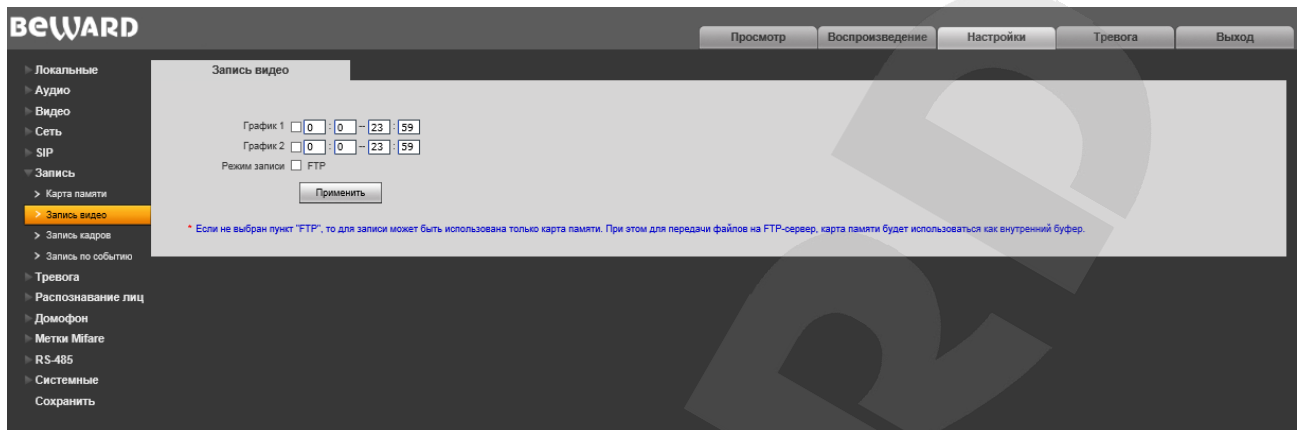 BEWARD
Просмотр Воспроизведение Настройки Тревога Выход
Запись видео
Локальные
Аудио
Видео
Сеть
SIP
Запись
Карта памяти
Запись видео
Запись кадров
Запись по событию
Тревога
Распознавание лиц
Домофон
Метки Mifare
RS-485
Системные
Сохранить
График 1 0 : 0 -- 23 : 59
График 2 0 : 0 -- 23 : 59
Режим записи FTP
Применить
* Если не выбран пункт "FTP", то для записи может быть использована только карта памяти. При этом для передачи файлов на FTP-сервер, карта памяти будет использоваться как внутренний буфер.